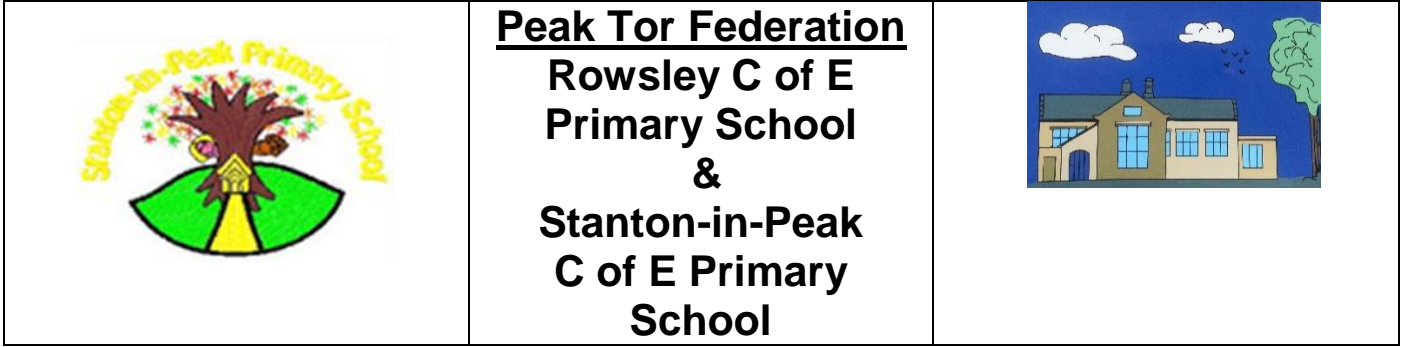 Stanton-in-Peak Primary School
Peak Tor Federation
Rowsley C of E
Primary School
&
Stanton-in-Peak
C of E Primary
School